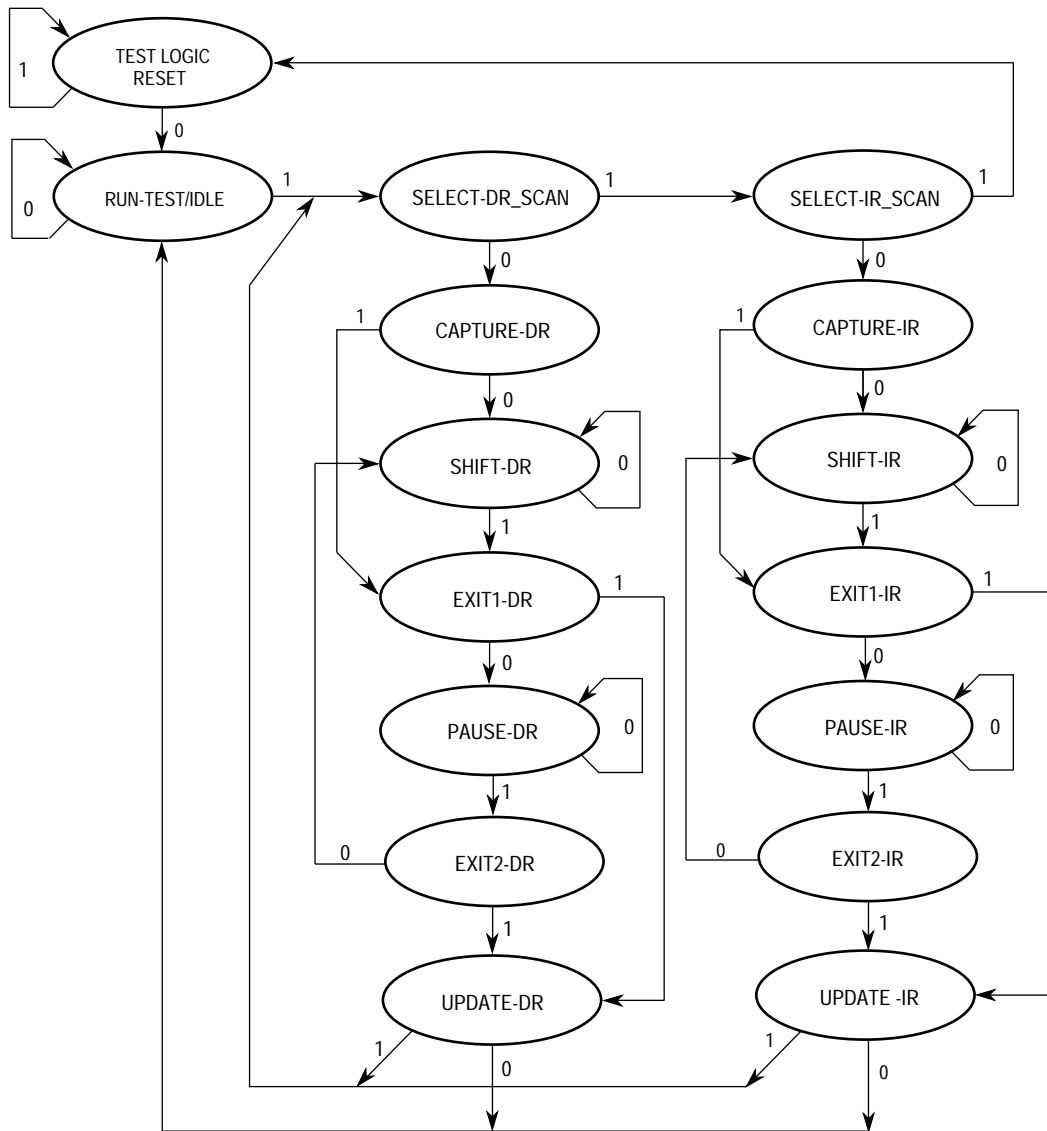 TEST LOGIC
RESET
1
0
RUN-TEST/IDLE
0
1
SELECT-DR_SCAN
1
SELECT-IR_SCAN
1
0
0
CAPTURE-DR
1
CAPTURE-IR
1
0
0
SHIFT-DR
0
SHIFT-IR
0
1
1
EXIT1-DR
1
EXIT1-IR
1
0
0
PAUSE-DR
0
PAUSE-IR
0
1
1
EXIT2-DR
0
EXIT2-IR
0
1
1
UPDATE-DR
UPDATE -IR
1
0
1
0